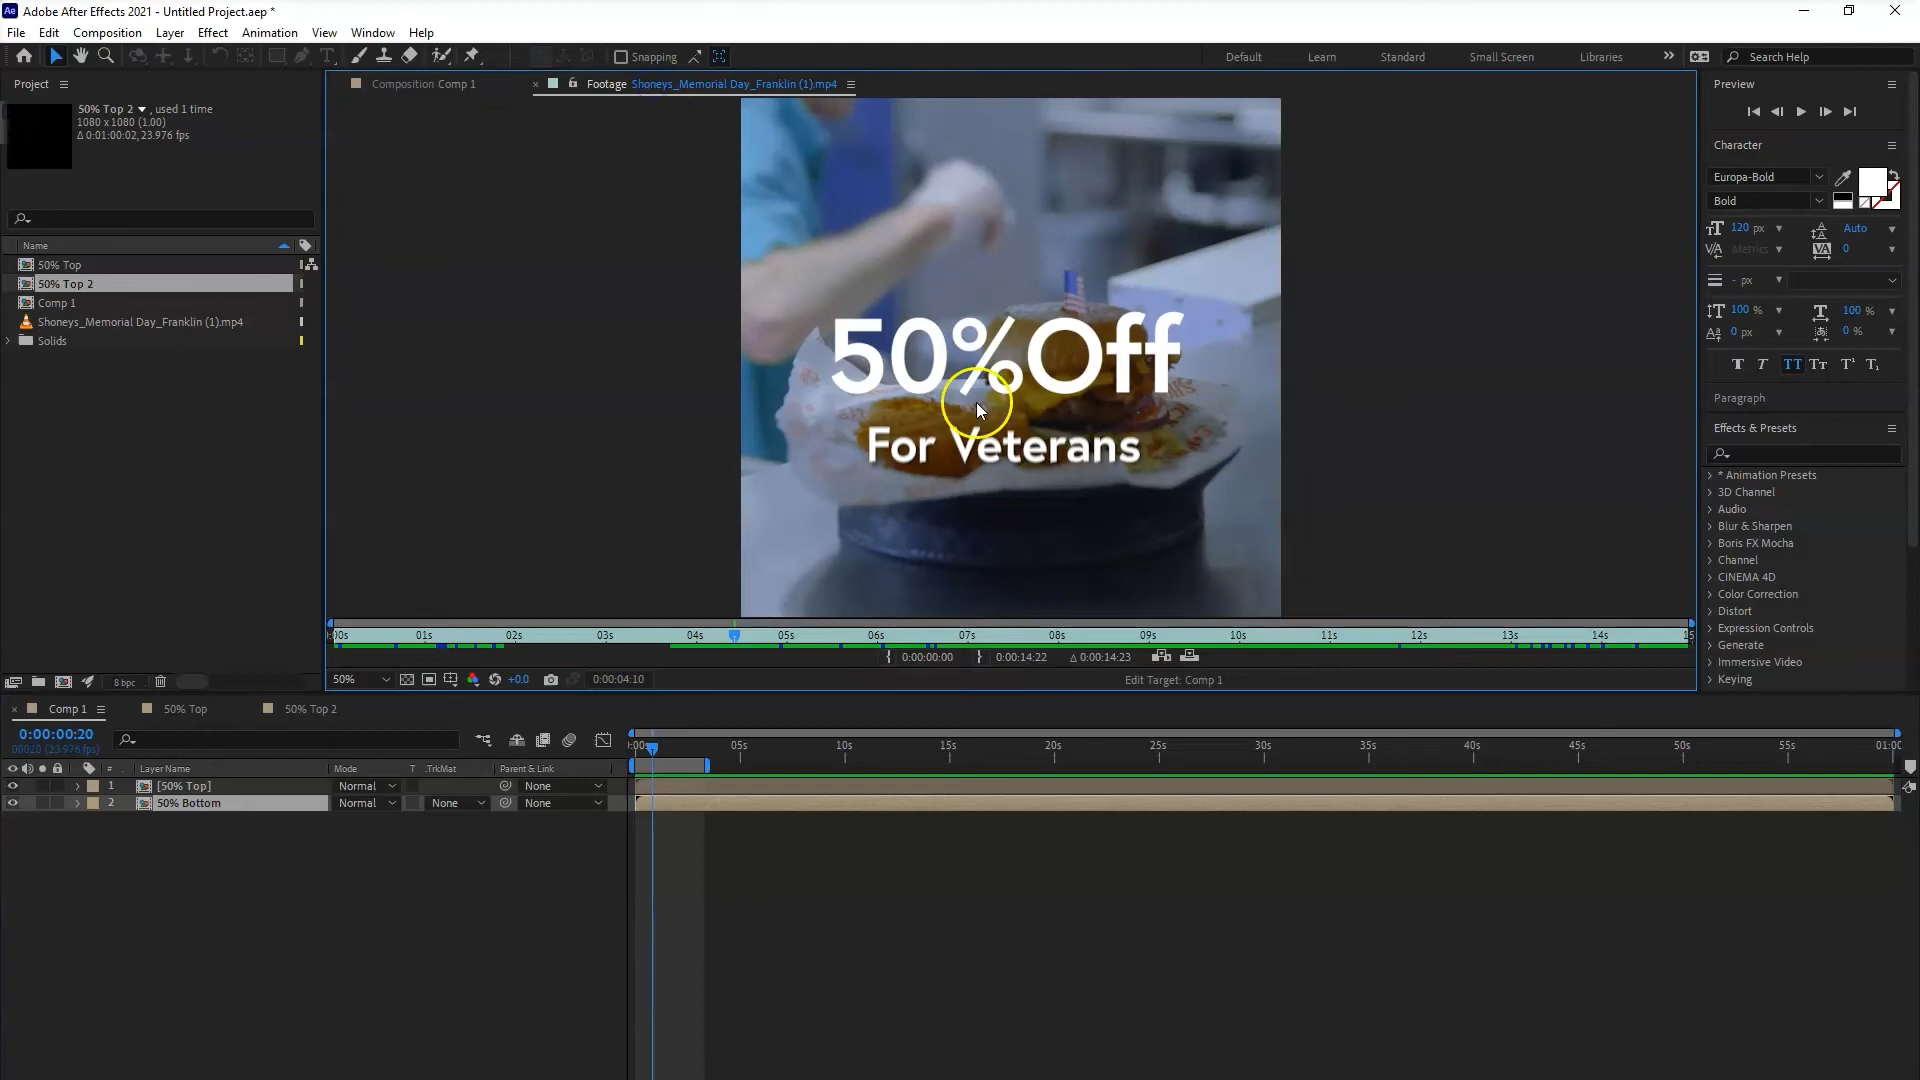 Adobe After Effects 2021 - Untitled Project.aep *
File Edit Composition Layer Effect Animation View Window Help
Snapping Default Learn Standard Small Screen Libraries Search Help
Project
50% Top 2 , used 1 time
1080 x 1080 (1.00)
Δ 0:01:00:02, 23.976 fps
Name
50% Top
50% Top 2
Comp 1
Shoneys_Memorial Day_Franklin (1).mp4
Solids
8 bpc
Composition Comp 1
Footage Shoneys_Memorial Day_Franklin (1).mp4
50%Off
For Veterans
:00s 01s 02s 03s 04s 05s 06s 07s 08s 09s 10s 11s 12s 13s 14s 15
0:00:00:00 0:00:14:22 Δ 0:00:14:23
50% +0.0 0:00:04:10 Edit Target: Comp 1
Preview
Character
Europa-Bold
Bold
120 px Auto
Metrics 0
- px
100 % 100 %
0 px 0 %
T T TT Tт T¹ T₁
Paragraph
Effects & Presets
* Animation Presets
3D Channel
Audio
Blur & Sharpen
Boris FX Mocha
Channel
CINEMA 4D
Color Correction
Distort
Expression Controls
Generate
Immersive Video
Keying
Comp 1 50% Top 50% Top 2
0:00:00:20
00020 (23.976 fps)
:00s 05s 10s 15s 20s 25s 30s 35s 40s 45s 50s 55s 01:00
# Layer Name Mode T .TrkMat Parent & Link
1 [50% Top] Normal None
2 50% Bottom Normal None None